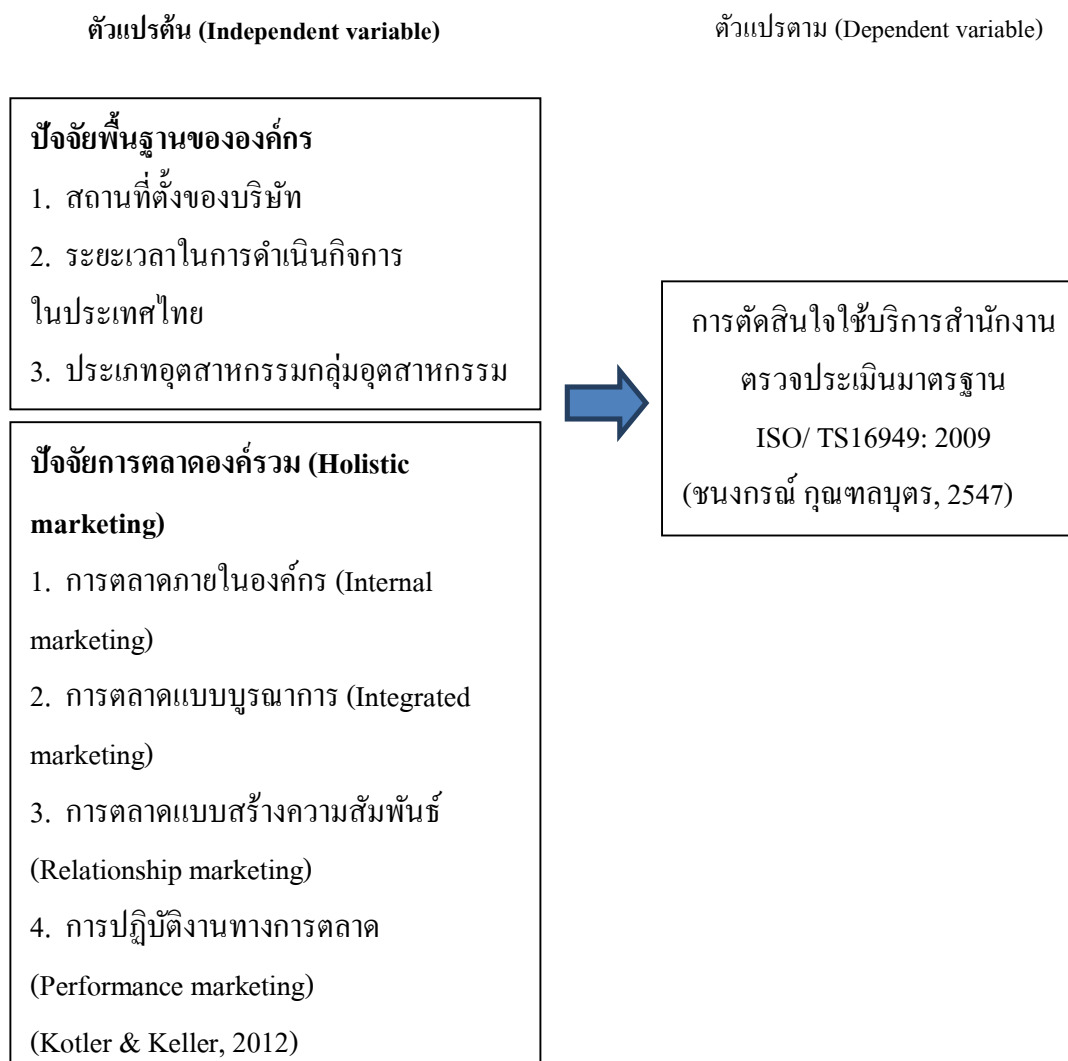 ตัวแปรต้น (Independent variable)
ตัวแปรตาม (Dependent variable)
ปัจจัยพื้นฐานขององค์กร
1. สถานที่ตั้งของบริษัท
2. ระยะเวลาในการดำเนินกิจการ
ในประเทศไทย
3. ประเภทอุตสาหกรรมกลุ่มอุตสาหกรรม
ปัจจัยการตลาดองค์รวม (Holistic
marketing)
1. การตลาดภายในองค์กร (Internal
marketing)
2. การตลาดแบบบูรณาการ (Integrated
marketing)
3. การตลาดแบบสร้างความสัมพันธ์
(Relationship marketing)
4. การปฏิบัติงานทางการตลาด
(Performance marketing)
(Kotler & Keller, 2012)
การตัดสินใจใช้บริการสำนักงาน
ตรวจประเมินมาตรฐาน
ISO/ TS16949: 2009
(ชนงกรณ์ กุณฑลบุตร, 2547)